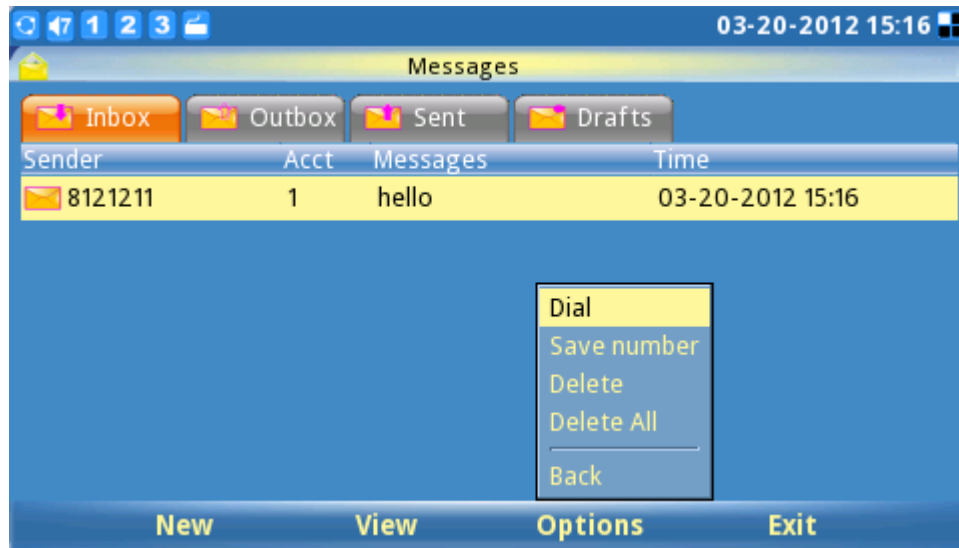 7 1 2 3 03-20-2012 15:16
Messages
Inbox Outbox Sent Drafts
Sender Acct Messages Time
8121211 1 hello 03-20-2012 15:16
Dial
Save number
Delete
Delete All
Back
New View Options Exit